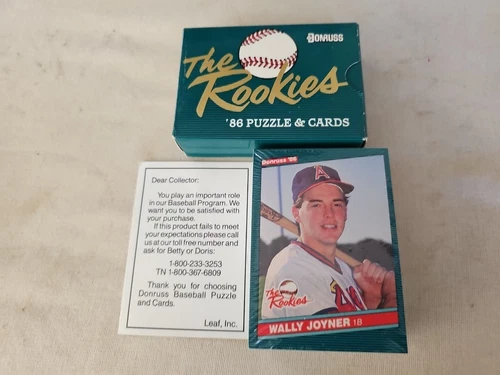 DONRUSS
The
Rookies
'86 PUZZLE & CARDS
Dear Collector:
You play an important role
in our Baseball Program. We
want you to be satisfied with
your purchase.
If this product fails to meet
your expectations please call
us at our toll free number and
ask for Betty or Doris:
1-800-233-3253
TN 1-800-367-6809
Thank you for choosing
Donruss Baseball Puzzle
and Cards.
Leaf, Inc.
Donruss '86
A
The
Rookies
WALLY JOYNER 1B